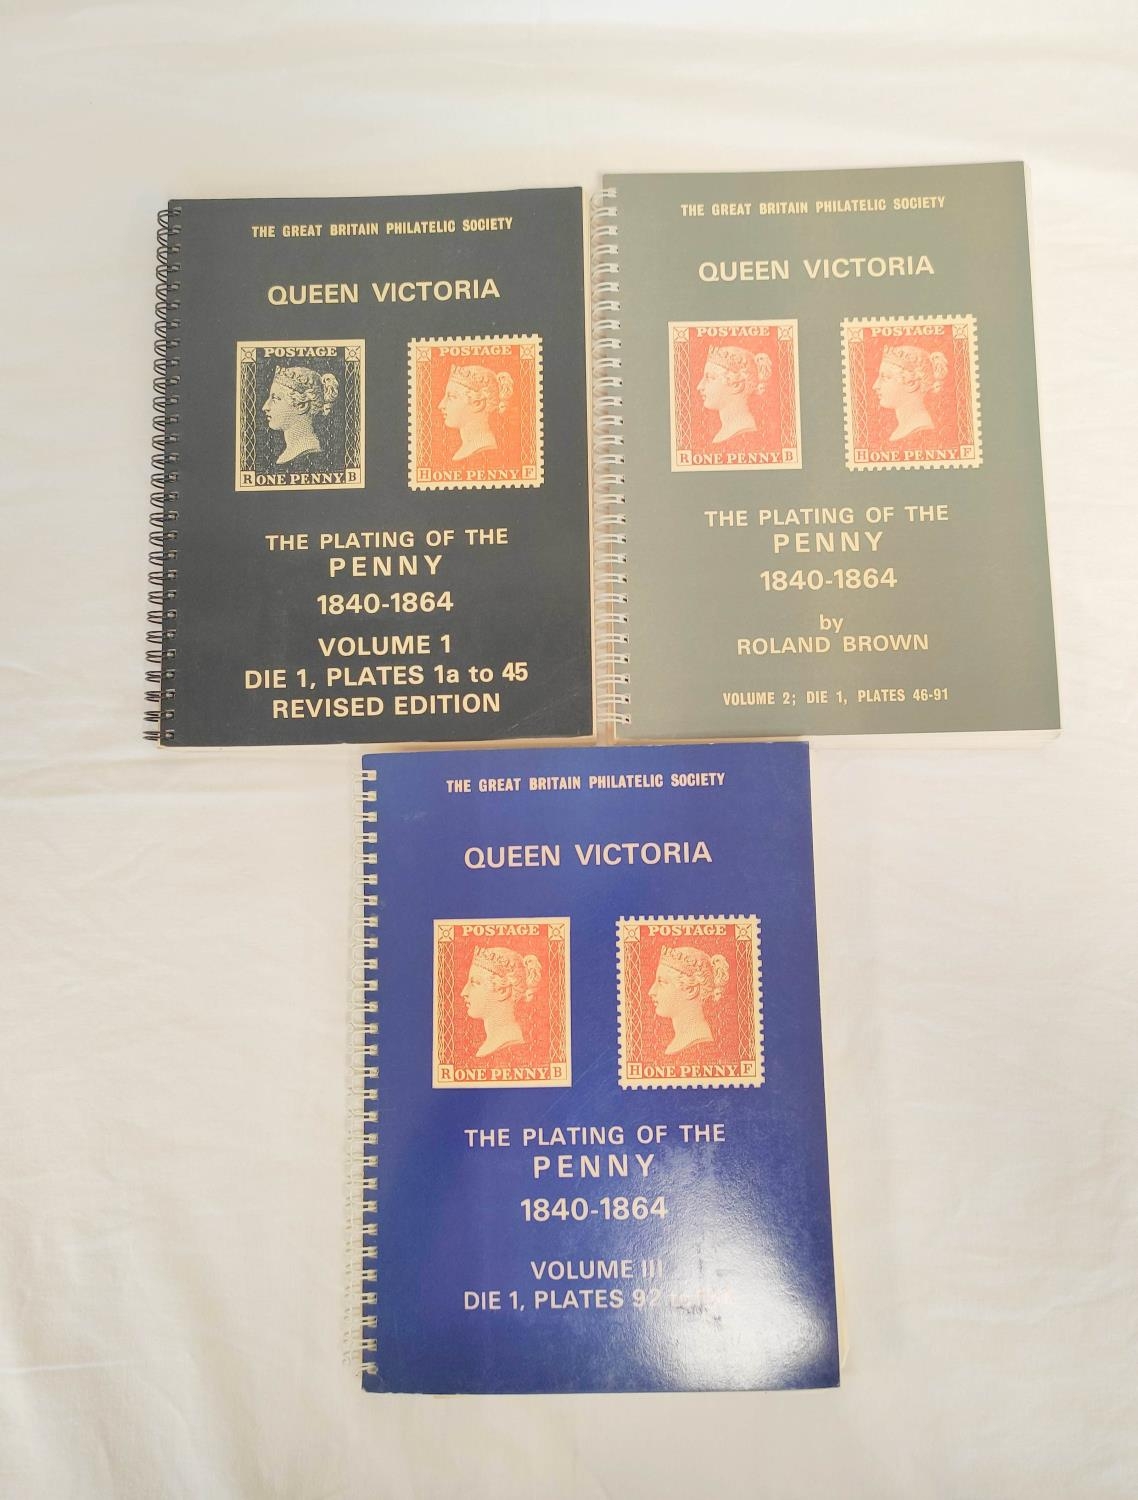 THE GREAT BRITAIN PHILATELIC SOCIETY
QUEEN VICTORIA
POSTAGE
R ONE PENNY. B
POSTAGE
H ONE PENNY. F
THE PLATING OF THE
PENNY
1840-1864
VOLUME 1
DIE 1, PLATES 1a to 45
REVISED EDITION
THE GREAT BRITAIN PHILATELIC SOCIETY
QUEEN VICTORIA
POSTAGE
R ONE PENNY. B
POSTAGE
H ONE PENNY. F
THE PLATING OF THE
PENNY
1840-1864
by
ROLAND BROWN
VOLUME 2; DIE 1, PLATES 46-91
THE GREAT BRITAIN PHILATELIC SOCIETY
QUEEN VICTORIA
POSTAGE
R ONE PENNY. B
POSTAGE
H ONE PENNY. F
THE PLATING OF THE
PENNY
1840-1864
VOLUME III
DIE 1, PLATES 92 to